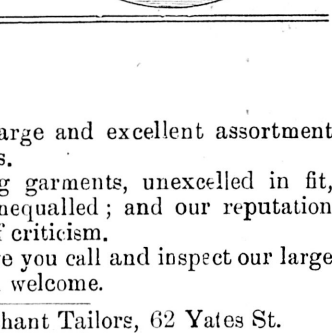 arge and excellent assortment
s.
g garments, unexcelled in fit,
nequalled ; and our reputation
f criticism.
e you call and inspect our large
welcome.
hant Tailors, 62 Yates St.